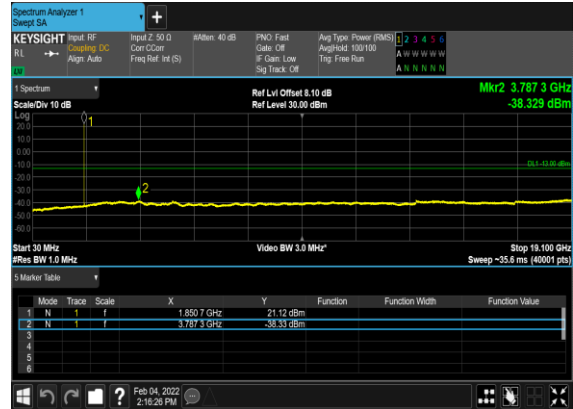 Spectrum Analyzer 1
Swept SA
KEYSIGHT Input: RF Input Z: 50 Ω #Atten: 40 dB PNO: Fast Avg Type: Power (RMS) 1 2 3 4 5 6
RL Coupling: DC Corr CCorr Gate: Off Avg|Hold: 100/100 A W W W W W
Align: Auto Freq Ref: Int (S) IF Gain: Low Trig: Free Run
Sig Track: Off A N N N N N
1 Spectrum Ref Lvl Offset 8.10 dB Mkr2 3.787 3 GHz
Scale/Div 10 dB Ref Level 30.00 dBm -38.329 dBm
Log
1
20.0
10.0
0.00
-10.0 DL1 -13.00 dBm
-20.0
-30.0 2
-40.0
-50.0
-60.0
Start 30 MHz Video BW 3.0 MHz* Stop 19.100 GHz
#Res BW 1.0 MHz Sweep ~35.6 ms (40001 pts)
5 Marker Table
Mode Trace Scale X Y Function Function Width Function Value
1 N 1 f 1.850 7 GHz 21.12 dBm
2 N 1 f 3.787 3 GHz -38.33 dBm
3
4
5
6
? Feb 04, 2022
2:16:26 PM